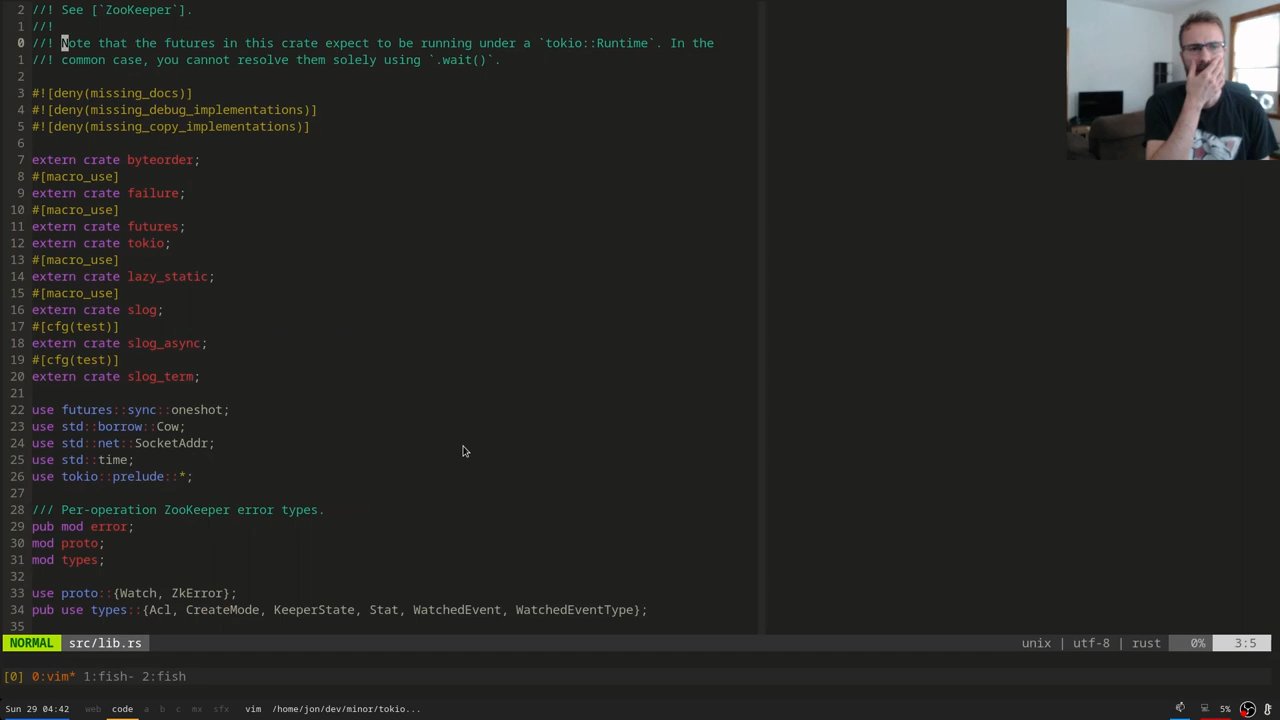 2 //! See [`ZooKeeper`].
1 //!
0 //! Note that the futures in this crate expect to be running under a `tokio::Runtime`. In the
1 //! common case, you cannot resolve them solely using `.wait()`.
2
3 #![deny(missing_docs)]
4 #![deny(missing_debug_implementations)]
5 #![deny(missing_copy_implementations)]
6
7 extern crate byteorder;
8 #[macro_use]
9 extern crate failure;
10 #[macro_use]
11 extern crate futures;
12 extern crate tokio;
13 #[macro_use]
14 extern crate lazy_static;
15 #[macro_use]
16 extern crate slog;
17 #[cfg(test)]
18 extern crate slog_async;
19 #[cfg(test)]
20 extern crate slog_term;
21
22 use futures::sync::oneshot;
23 use std::borrow::Cow;
24 use std::net::SocketAddr;
25 use std::time;
26 use tokio::prelude::*;
27
28 /// Per-operation ZooKeeper error types.
29 pub mod error;
30 mod proto;
31 mod types;
32
33 use proto::{Watch, ZkError};
34 pub use types::{Acl, CreateMode, KeeperState, Stat, WatchedEvent, WatchedEventType};
35
NORMAL src/lib.rs unix | utf-8 | rust 0% 3:5
[0] 0:vim* 1:fish- 2:fish
Sun 29 04:42 web code a b c mx sfx vim /home/jon/dev/minor/tokio... 5%